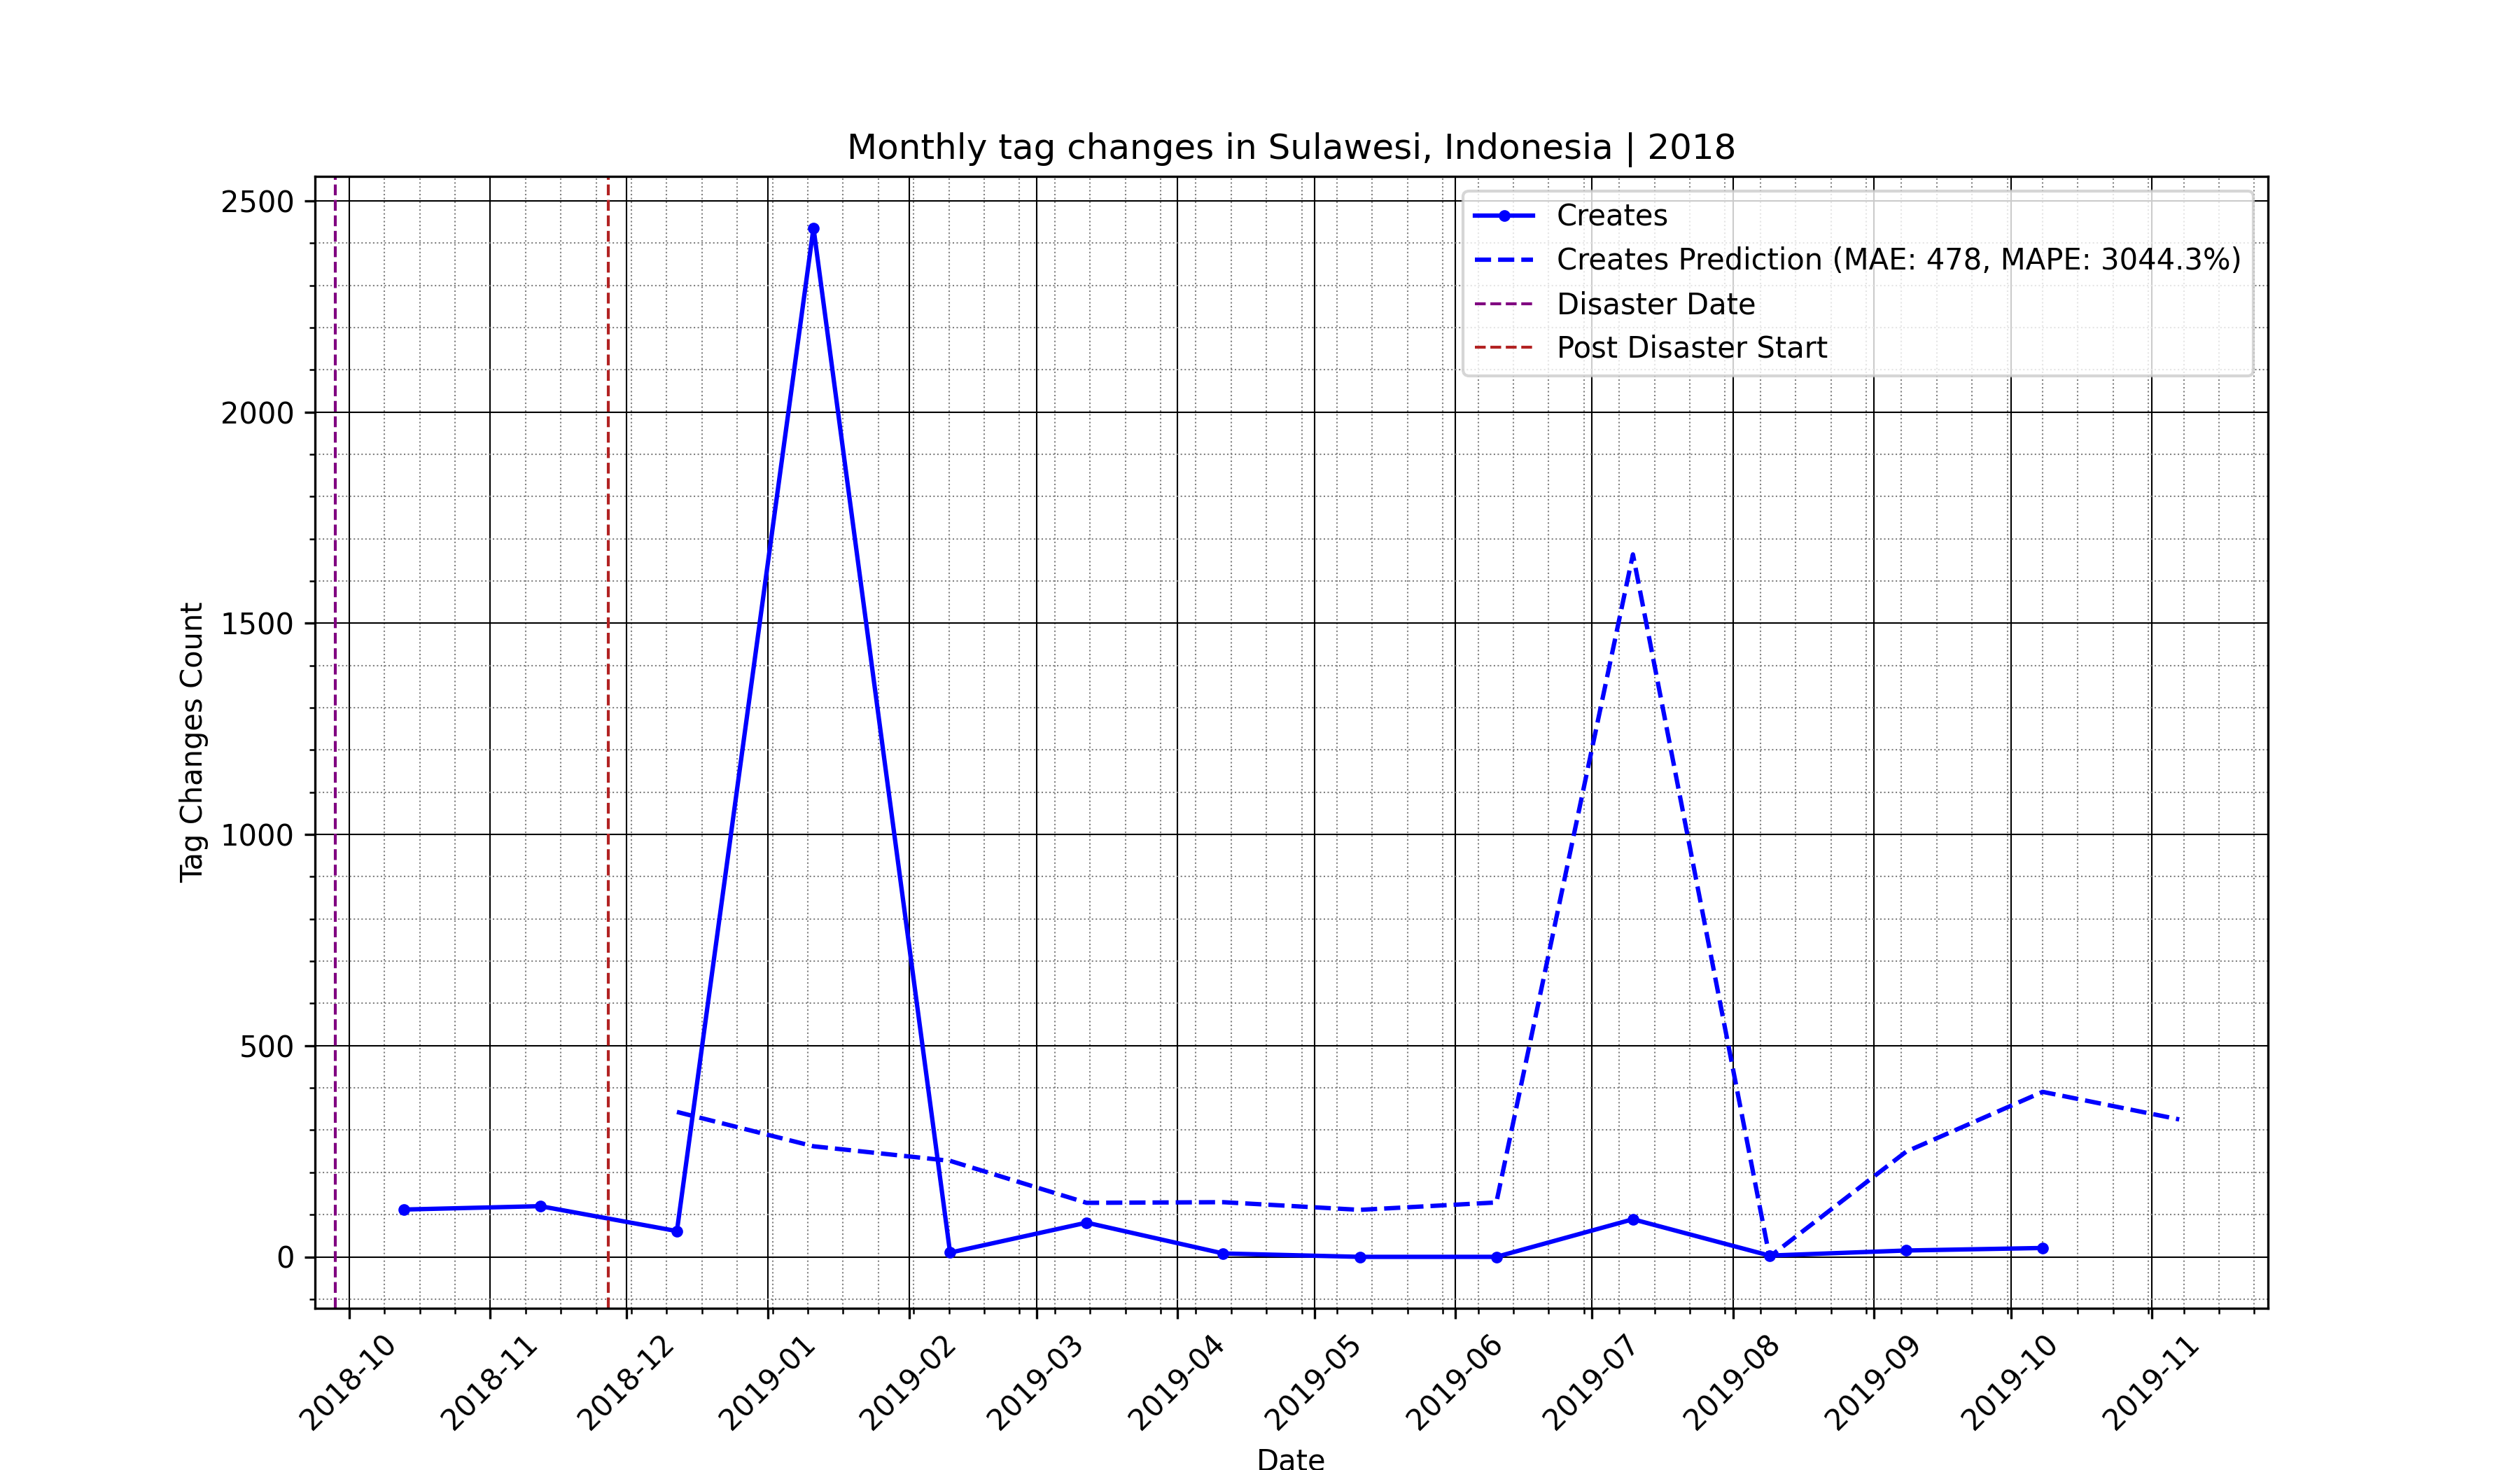 Monthly tag changes in Sulawesi, Indonesia | 2018
Creates
Creates Prediction (MAE: 478, MAPE: 3044.3%)
Disaster Date
Post Disaster Start
Tag Changes Count
2500
2000
1500
1000
500
0
2018-10
2018-11
2018-12
2019-01
2019-02
2019-03
2019-04
2019-05
2019-06
2019-07
2019-08
2019-09
2019-10
2019-11
Date